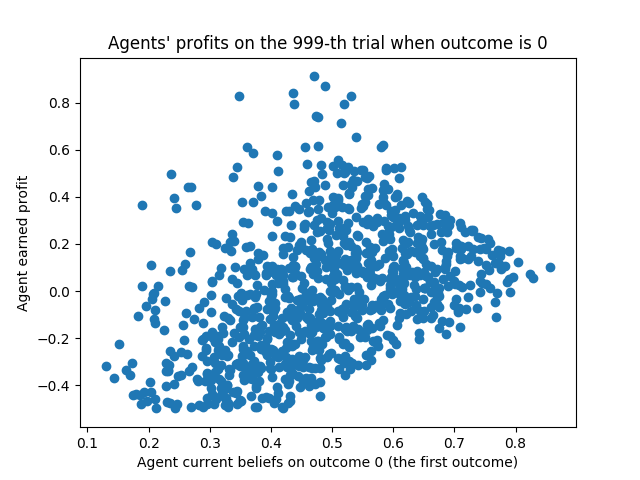 Agents' profits on the 999-th trial when outcome is 0
Agent earned profit
0.8
0.6
0.4
0.2
0.0
−0.2
−0.4
0.1 0.2 0.3 0.4 0.5 0.6 0.7 0.8
Agent current beliefs on outcome 0 (the first outcome)